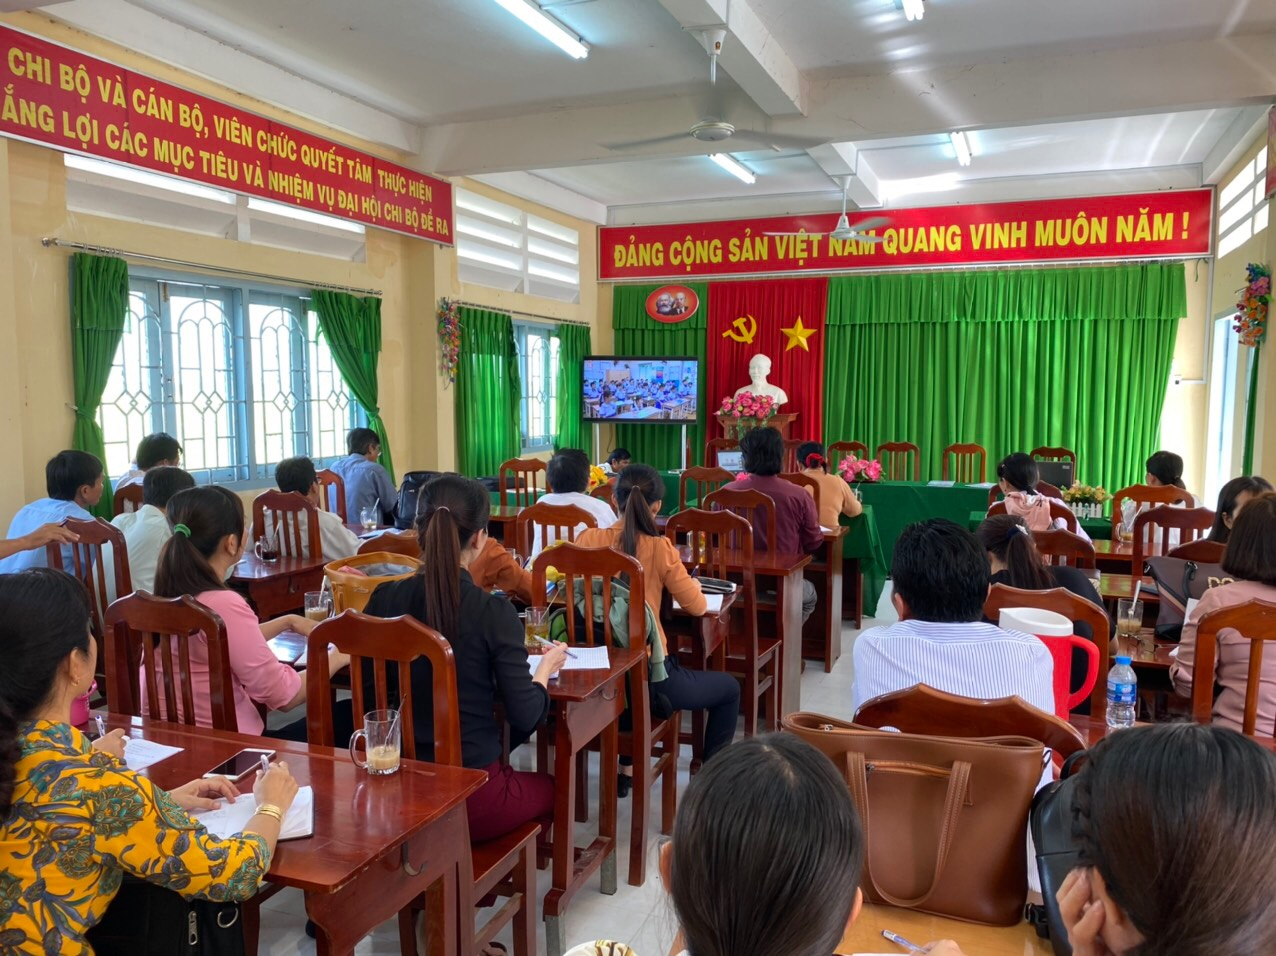 CHI BỘ VÀ CÁN BỘ, VIÊN CHỨC QUYẾT TÂM THỰC HIỆN
ẮNG LỢI CÁC MỤC TIÊU VÀ NHIỆM VỤ ĐẠI HỘI CHI BỘ ĐỀ RA
ĐẢNG CỘNG SẢN VIỆT NAM QUANG VINH MUÔN NĂM !